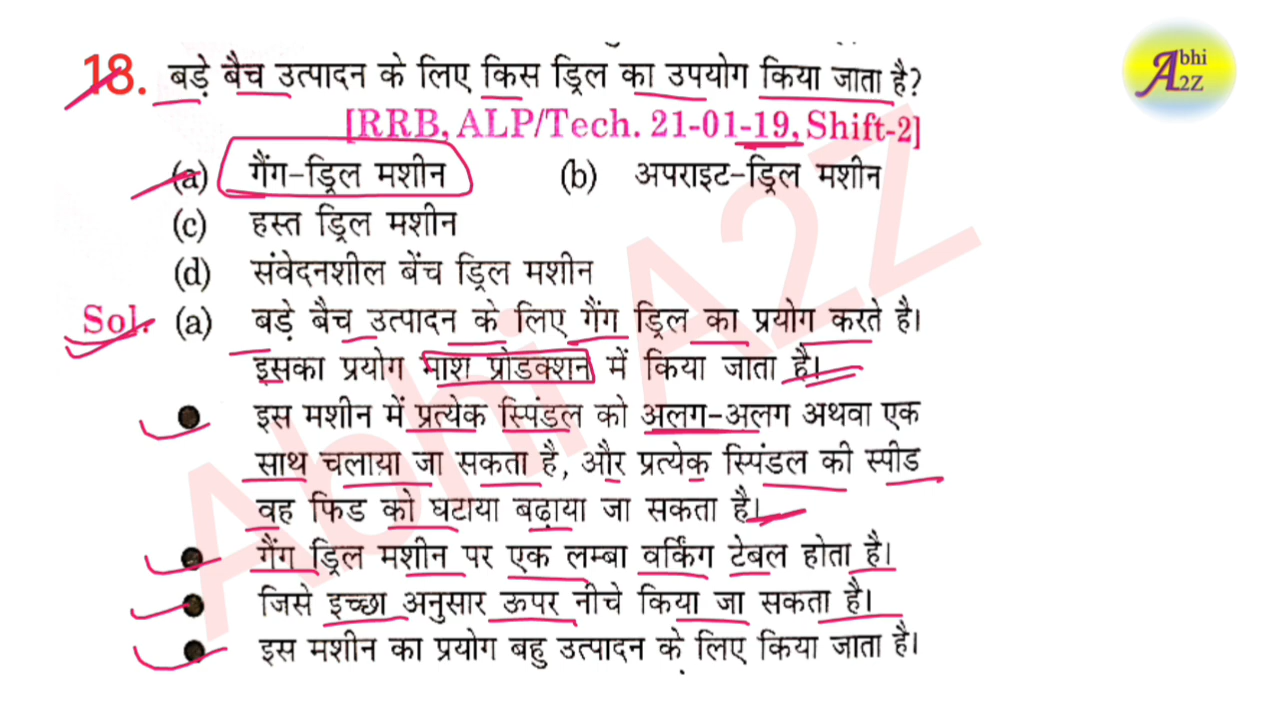 Abhi
A2Z
18. बड़े बैच उत्पादन के लिए किस ड्रिल का उपयोग किया जाता है?
[RRB, ALP/Tech. 21-01-19, Shift-2]
(a) गैंग-ड्रिल मशीन (b) अपराइट-ड्रिल मशीन
(c) हस्त ड्रिल मशीन
(d) संवेदनशील बेंच ड्रिल मशीन
Sol. (a) बड़े बैच उत्पादन के लिए गैंग ड्रिल का प्रयोग करते है।
इसका प्रयोग माश प्रोडक्शन में किया जाता है।
● इस मशीन में प्रत्येक स्पिंडल को अलग-अलग अथवा एक
साथ चलाया जा सकता है, और प्रत्येक स्पिंडल की स्पीड
वह फिड को घटाया बढ़ाया जा सकता है।
● गैंग ड्रिल मशीन पर एक लम्बा वर्किंग टेबल होता है।
● जिसे इच्छा अनुसार ऊपर नीचे किया जा सकता है।
● इस मशीन का प्रयोग बहु उत्पादन के लिए किया जाता है।
Abhi A2Z